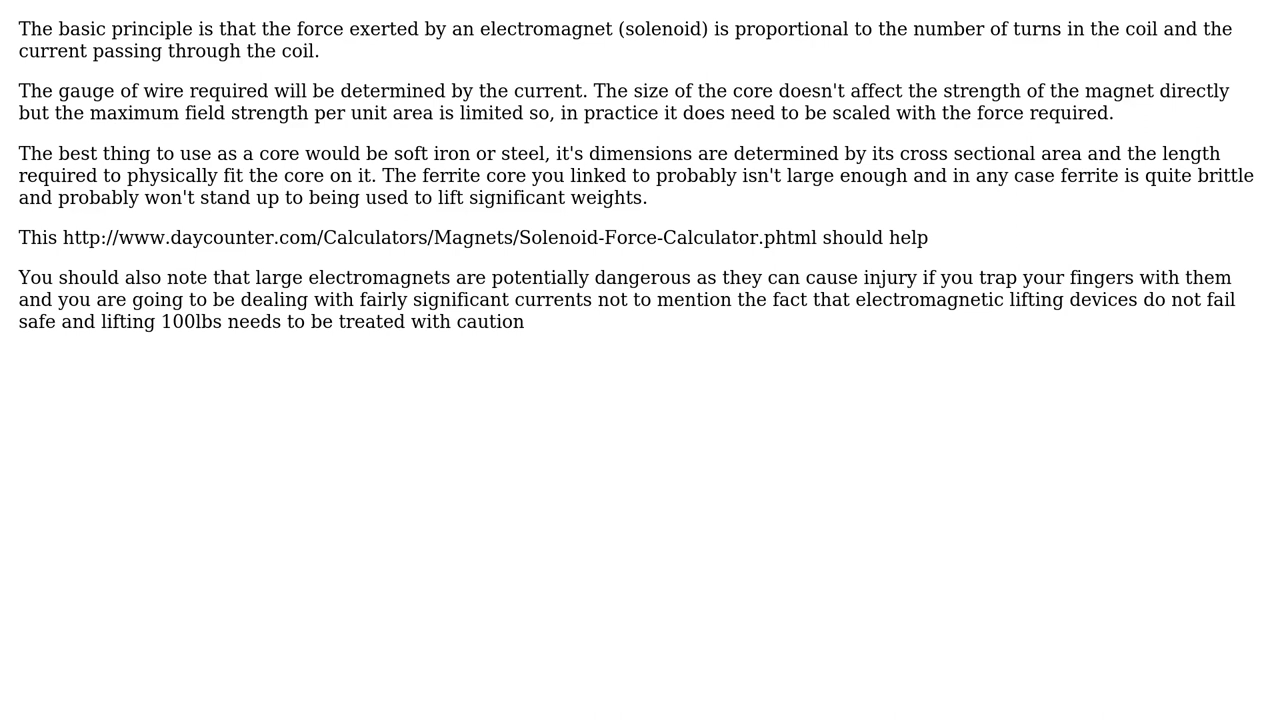 The basic principle is that the force exerted by an electromagnet (solenoid) is proportional to the number of turns in the coil and the
current passing through the coil.
The gauge of wire required will be determined by the current. The size of the core doesn't affect the strength of the magnet directly
but the maximum field strength per unit area is limited so, in practice it does need to be scaled with the force required.
The best thing to use as a core would be soft iron or steel, it's dimensions are determined by its cross sectional area and the length
required to physically fit the core on it. The ferrite core you linked to probably isn't large enough and in any case ferrite is quite brittle
and probably won't stand up to being used to lift significant weights.
This http://www.daycounter.com/Calculators/Magnets/Solenoid-Force-Calculator.phtml should help
You should also note that large electromagnets are potentially dangerous as they can cause injury if you trap your fingers with them
and you are going to be dealing with fairly significant currents not to mention the fact that electromagnetic lifting devices do not fail
safe and lifting 100lbs needs to be treated with caution